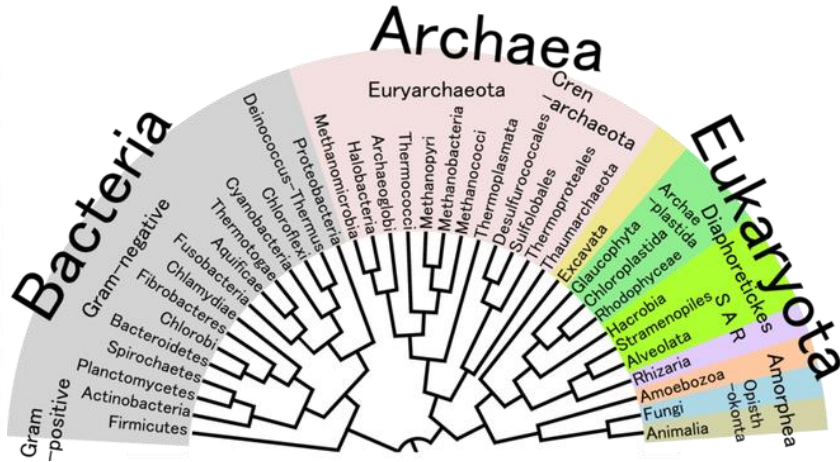 Bacteria
Archaea
Eukaryota
Gram
-positive
Gram-negative
Euryarchaeota
Cren
-archaeota
Archae
-plastida
Diaphoretickes
S A R
Amorphea
Opisth
-okonta
Firmicutes
Actinobacteria
Planctomycetes
Spirochaetes
Bacteroidetes
Chlorobi
Fibrobacteres
Chlamydiae
Fusobacteria
Aquificae
Thermotogae
Cyanobacteria
Chloroflexi
Deinococcus-Thermus
Proteobacteria
Methanomicrobia
Halobacteria
Archaeoglobi
Thermococci
Methanopyri
Methanobacteria
Methanococci
Thermoplasmata
Desulfurococcales
Sulfolobales
Thermoproteales
Thaumarchaeota
Excavata
Glaucophyta
Chloroplastida
Rhodophyceae
Hacrobia
Stramenopiles
Alveolata
Rhizaria
Amoebozoa
Fungi
Animalia